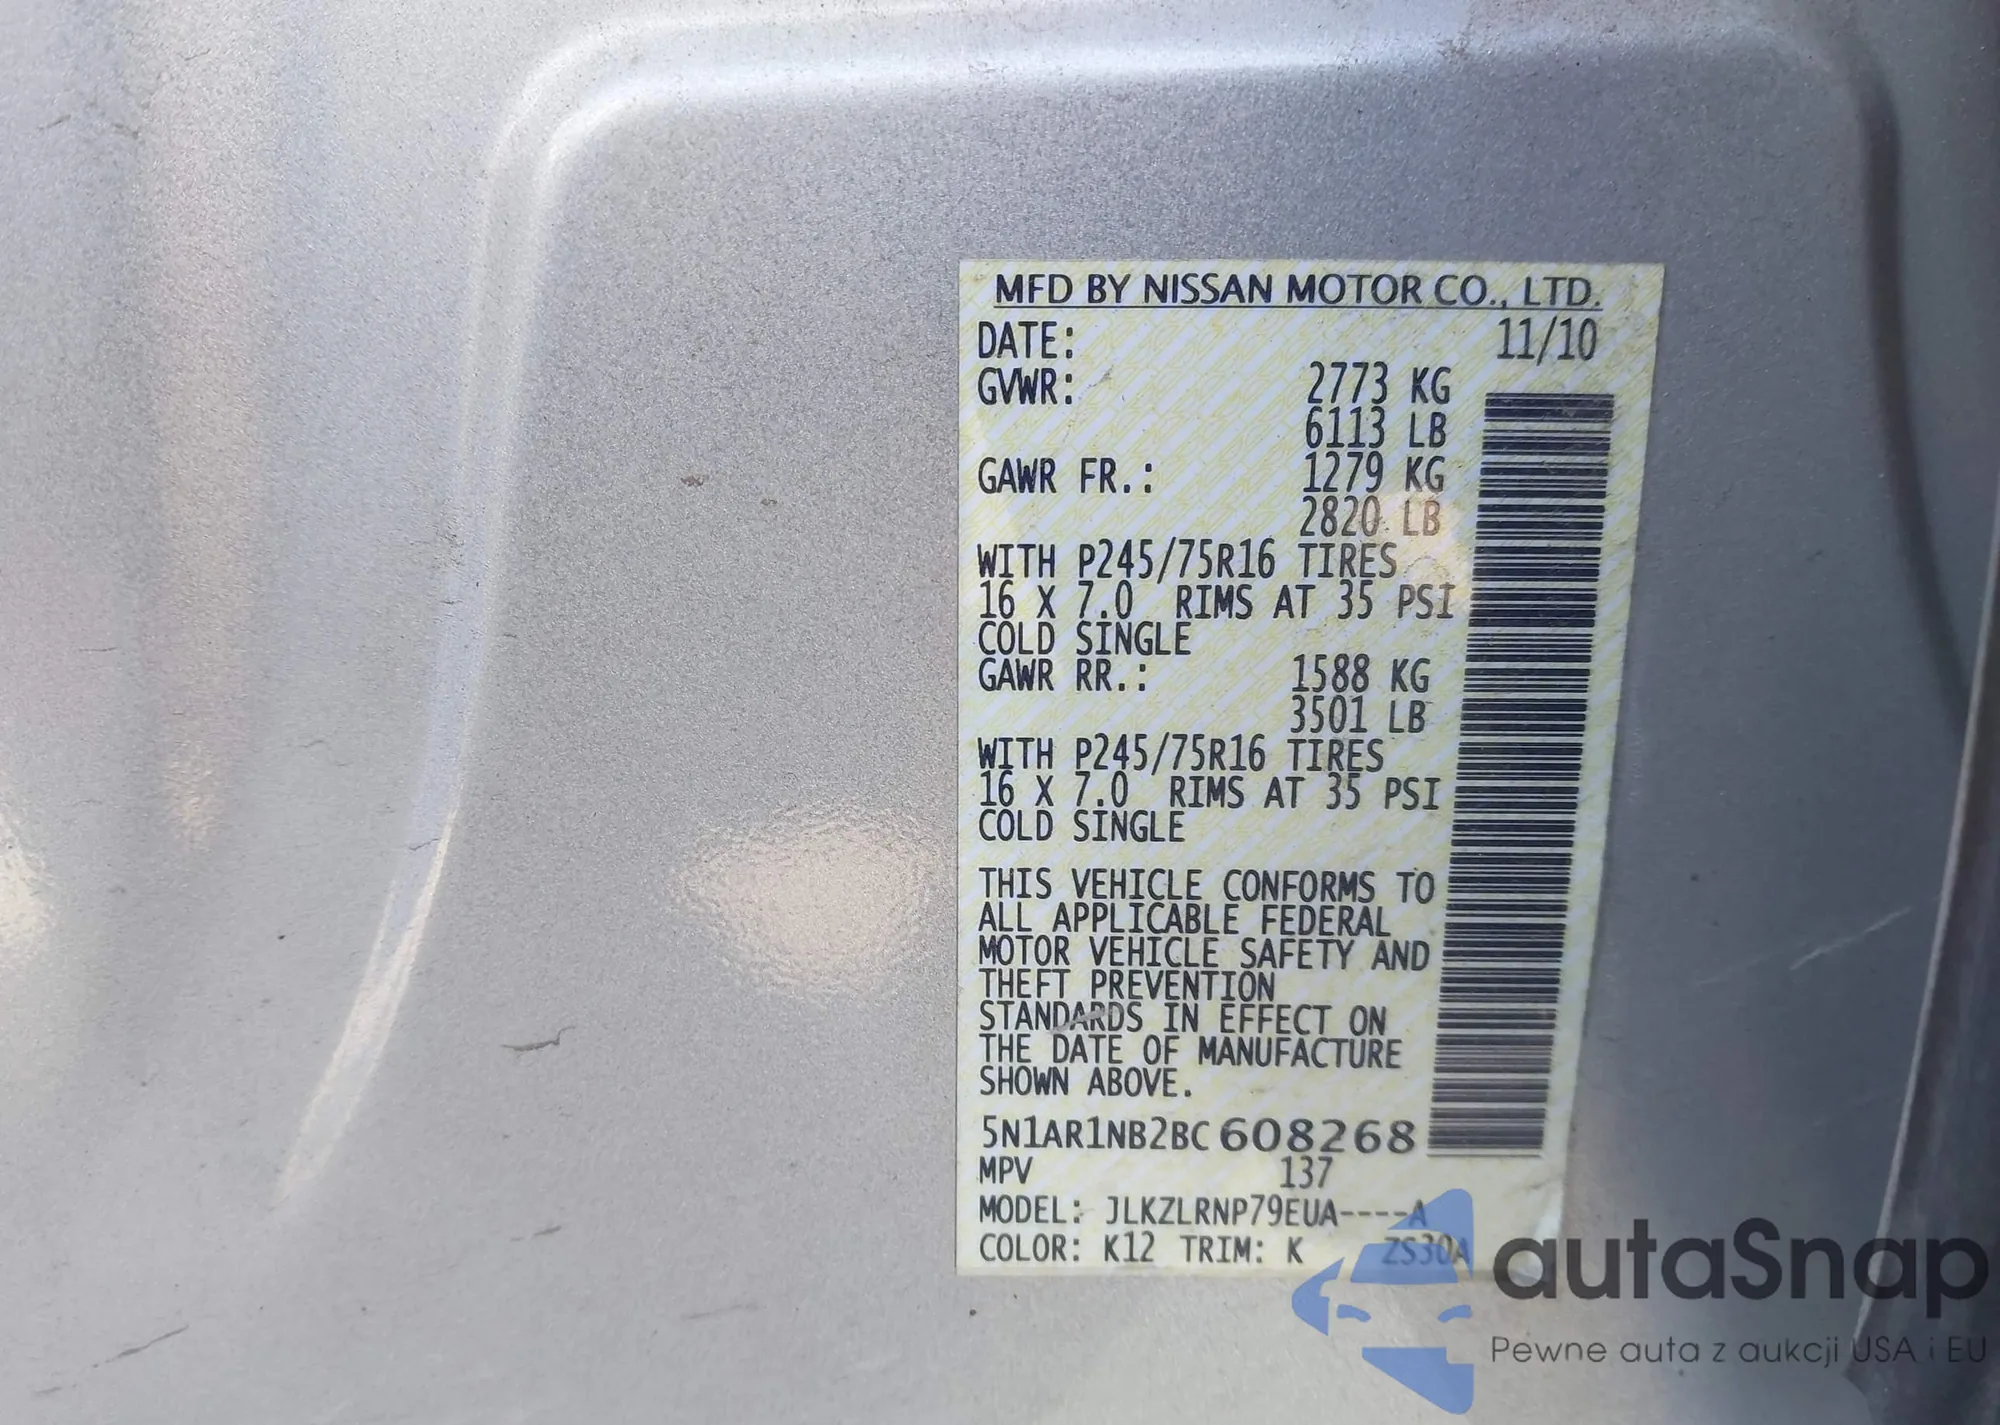 MFD BY NISSAN MOTOR CO., LTD.
DATE: 11/10
GVWR: 2773 KG
6113 LB
GAWR FR.: 1279 KG
2820 LB
WITH P245/75R16 TIRES
16 X 7.0 RIMS AT 35 PSI
COLD SINGLE
GAWR RR.: 1588 KG
3501 LB
WITH P245/75R16 TIRES
16 X 7.0 RIMS AT 35 PSI
COLD SINGLE
THIS VEHICLE CONFORMS TO
ALL APPLICABLE FEDERAL
MOTOR VEHICLE SAFETY AND
THEFT PREVENTION
STANDARDS IN EFFECT ON
THE DATE OF MANUFACTURE
SHOWN ABOVE.
5N1AR1NB2BC608268
MPV 137
MODEL: JLKZLRNP79EUA----A
COLOR: K12 TRIM: K ZS30A
autaSnap
Pewne auta z aukcji USA i EU